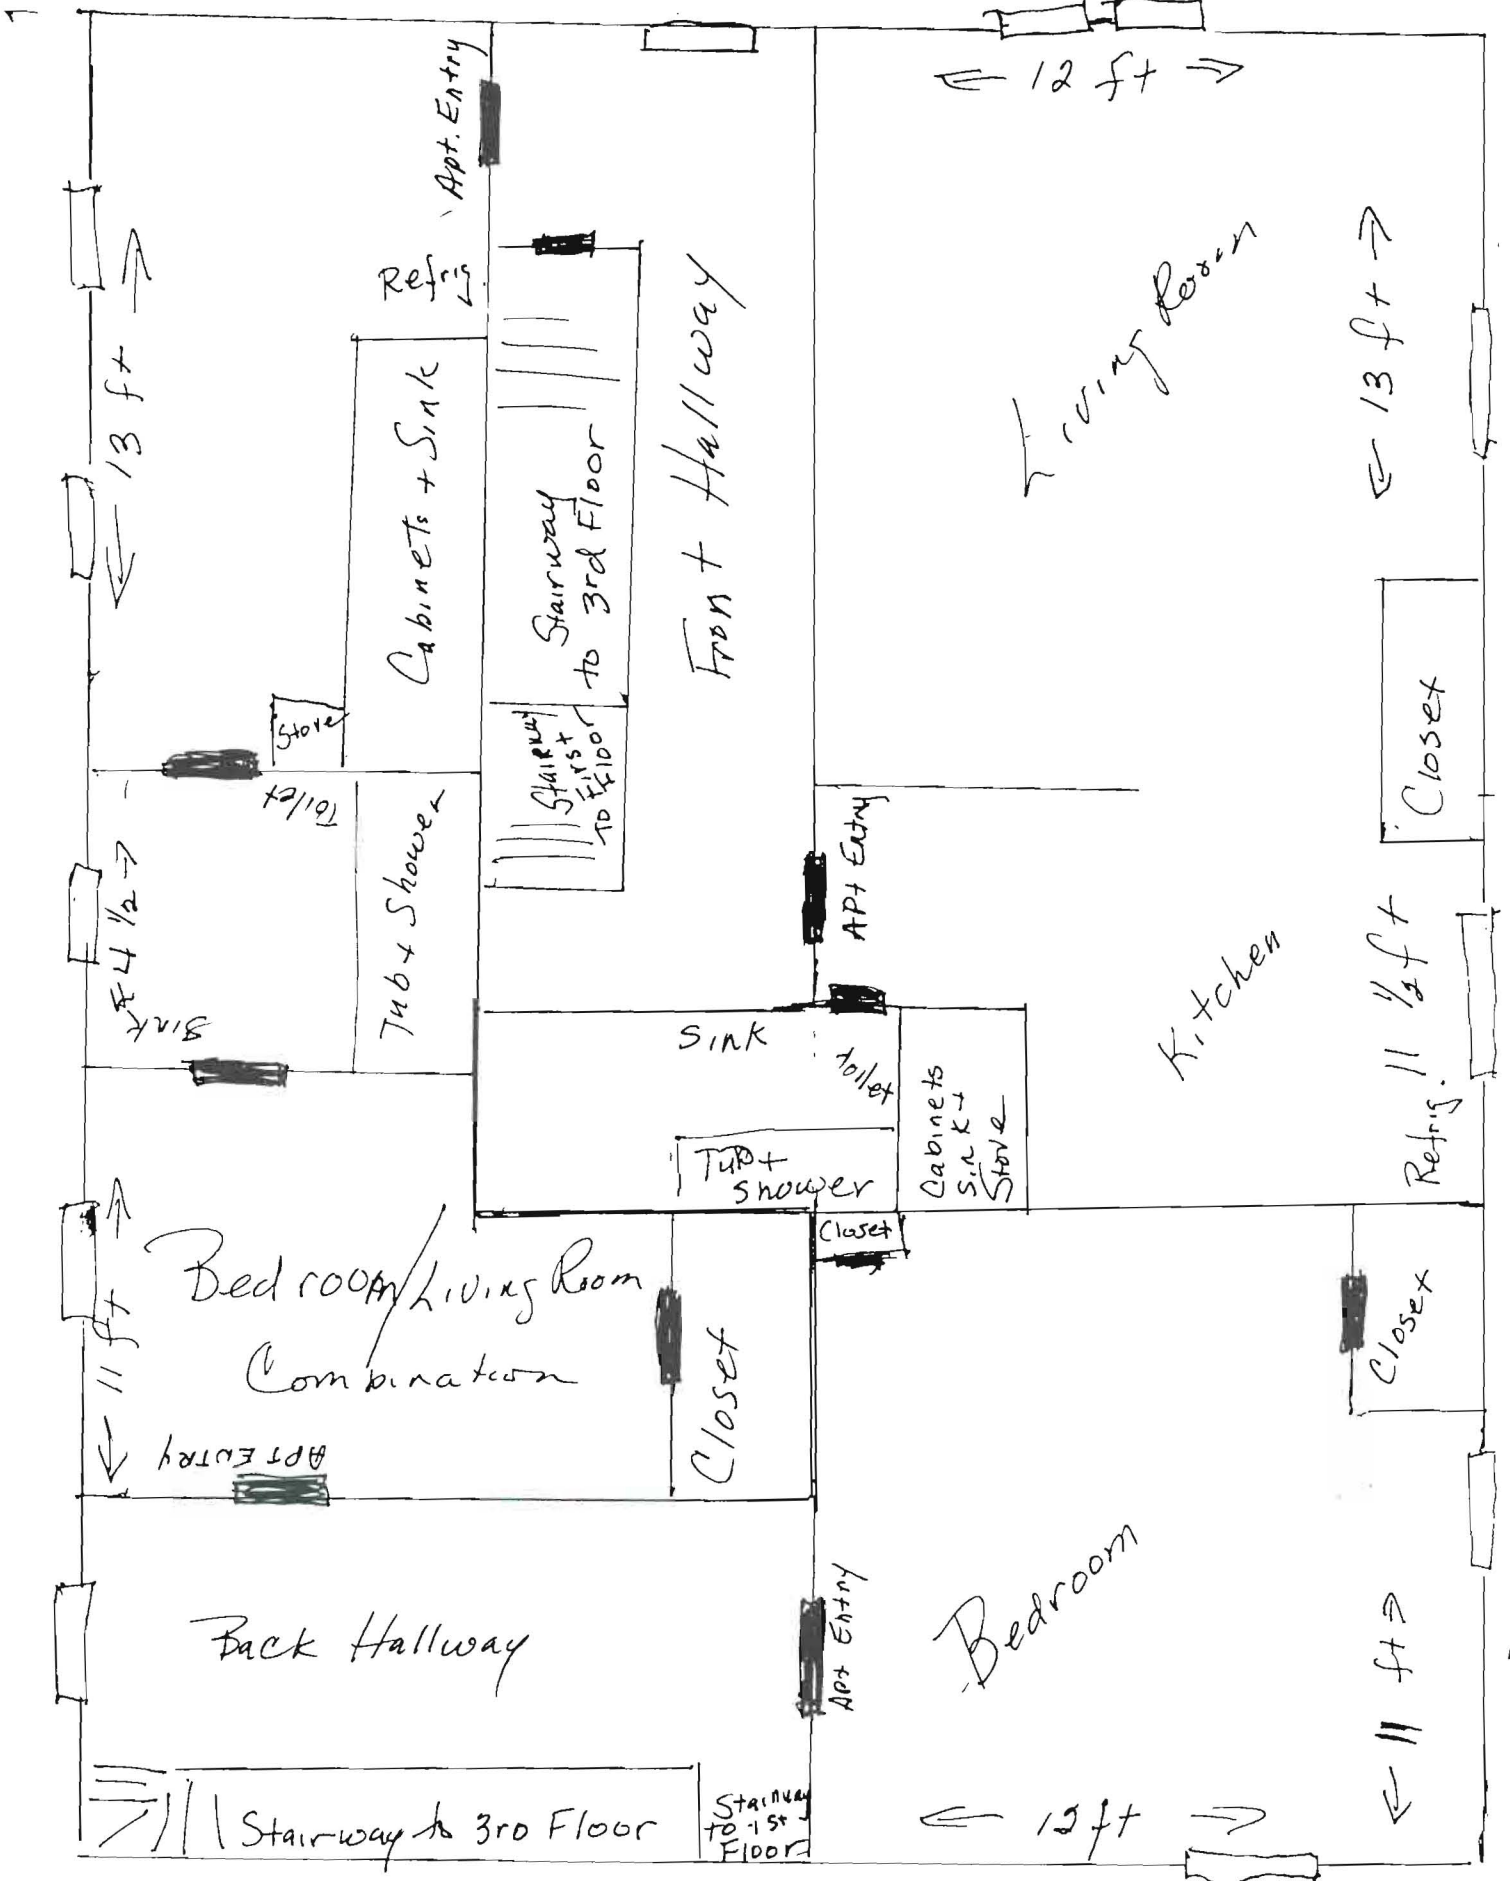 12 ft
Apt. Entry
Refrig
13 ft
Cabinets + Sink
Stove
Stairway
to 3rd Floor
Stairway
First
To Floor
Front Hallway
Living Room
13 ft
Closet
Toilet
4 1/2
Sink
Tub + Shower
APt Entry
Kitchen
11 1/2 ft
Refrig.
Sink
toilet
Tub +
Shower
Cabinets
Sink +
Stove
Closet
Closet
Bedroom/Living Room
Combination
11 ft
APT ENTRY
Closet
Back Hallway
Apt Entry
Bedroom
11 ft
12 ft
Stairway to 3rd Floor
Stairway
to 1st
Floor